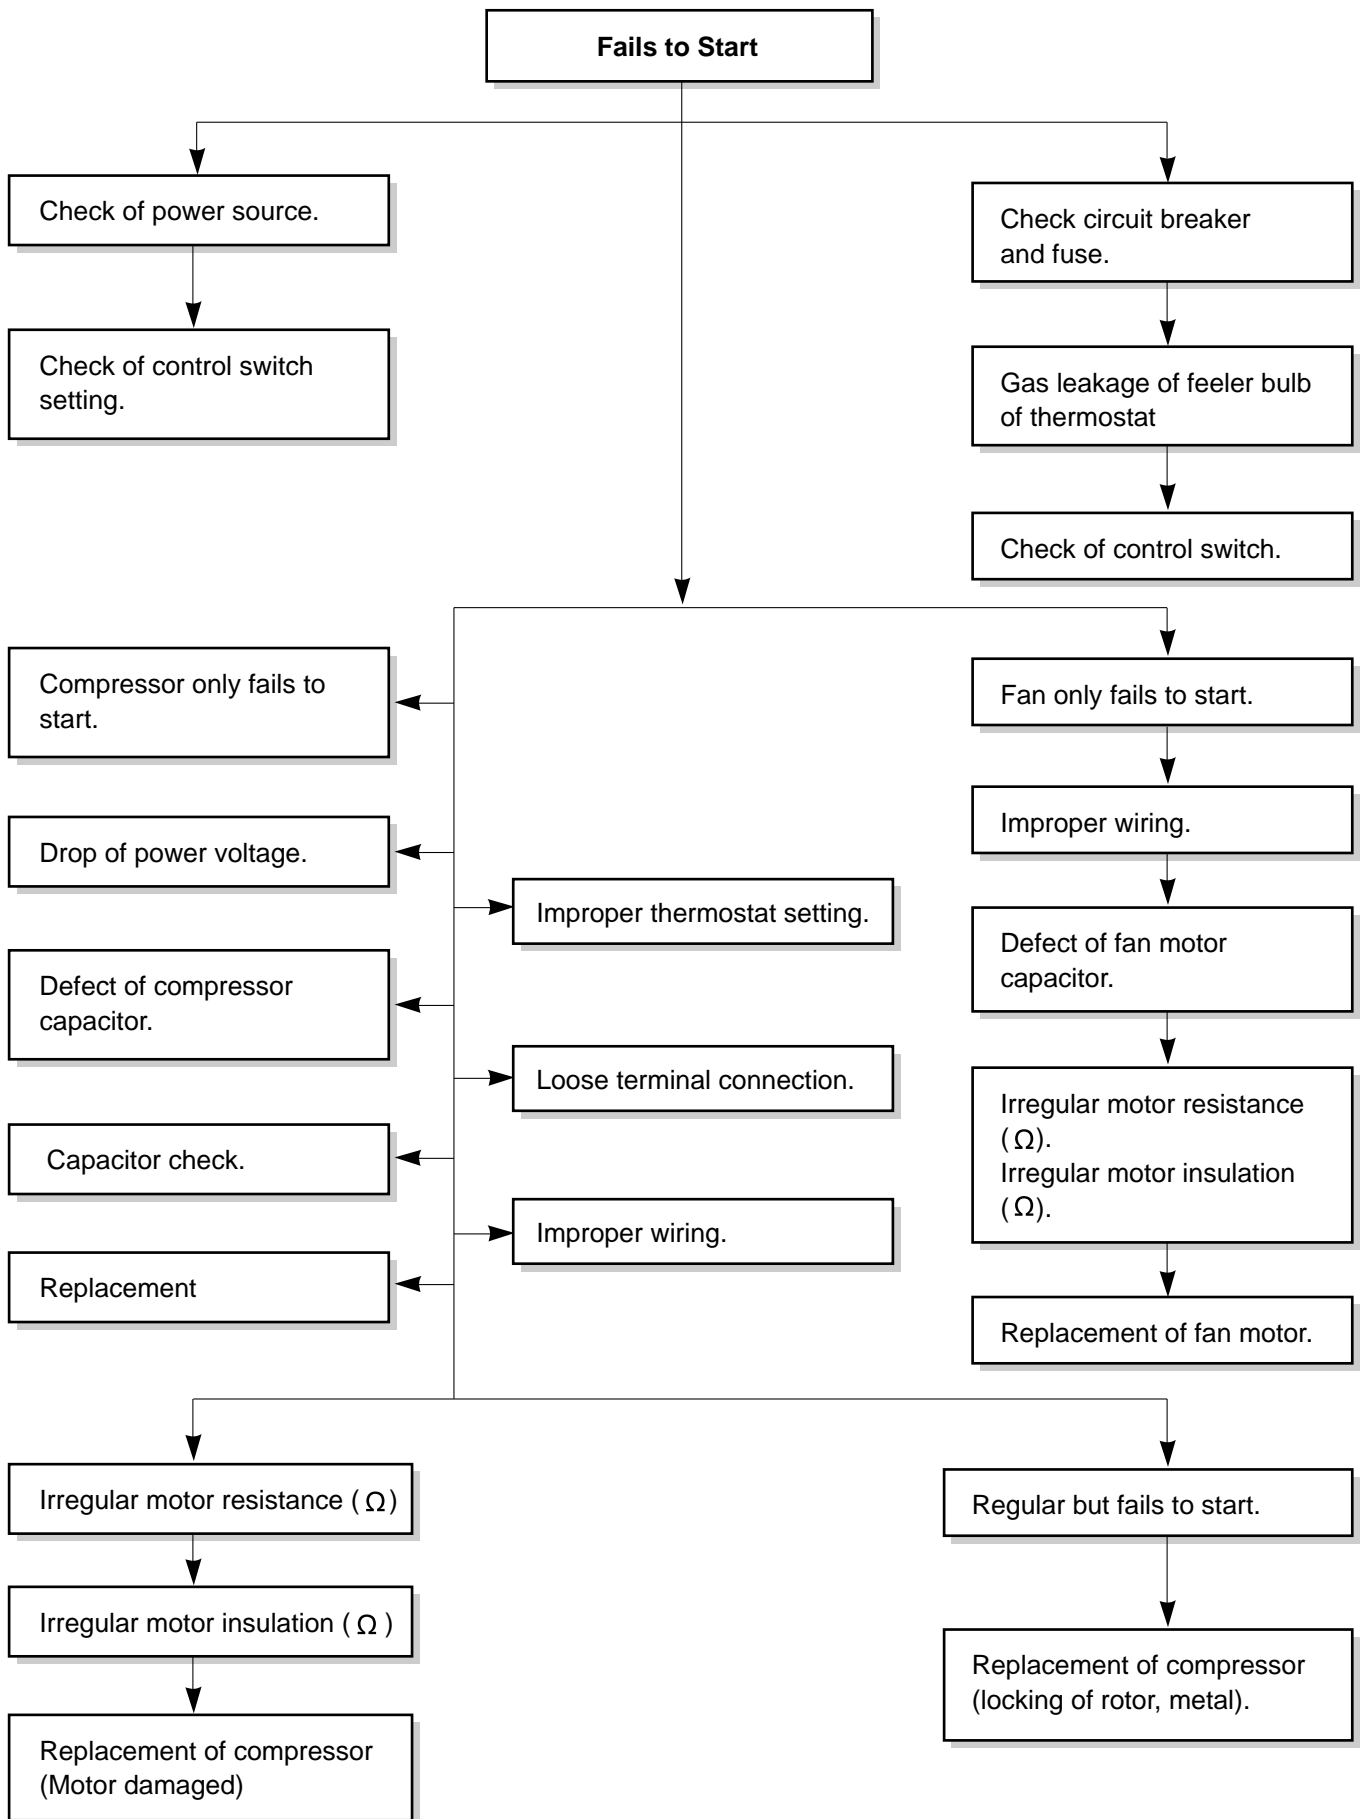 Fails to Start
Check of power source.
Check of control switch
setting.
Check circuit breaker
and fuse.
Gas leakage of feeler bulb
of thermostat
Check of control switch.
Compressor only fails to
start.
Drop of power voltage.
Defect of compressor
capacitor.
Capacitor check.
Replacement
Improper thermostat setting.
Loose terminal connection.
Improper wiring.
Fan only fails to start.
Improper wiring.
Defect of fan motor
capacitor.
Irregular motor resistance
(Ω).
Irregular motor insulation
(Ω).
Replacement of fan motor.
Irregular motor resistance (Ω)
Irregular motor insulation (Ω )
Replacement of compressor
(Motor damaged)
Regular but fails to start.
Replacement of compressor
(locking of rotor, metal).